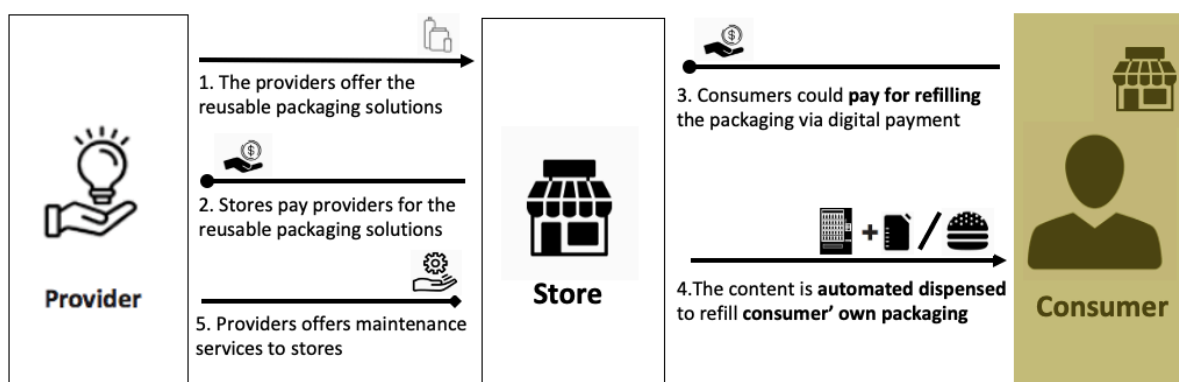 1. The providers offer the
reusable packaging solutions
2. Stores pay providers for the
reusable packaging solutions
5. Providers offers maintenance
services to stores
Provider
Store
3. Consumers could pay for refilling
the packaging via digital payment
4.The content is automated dispensed
to refill consumer' own packaging
Consumer